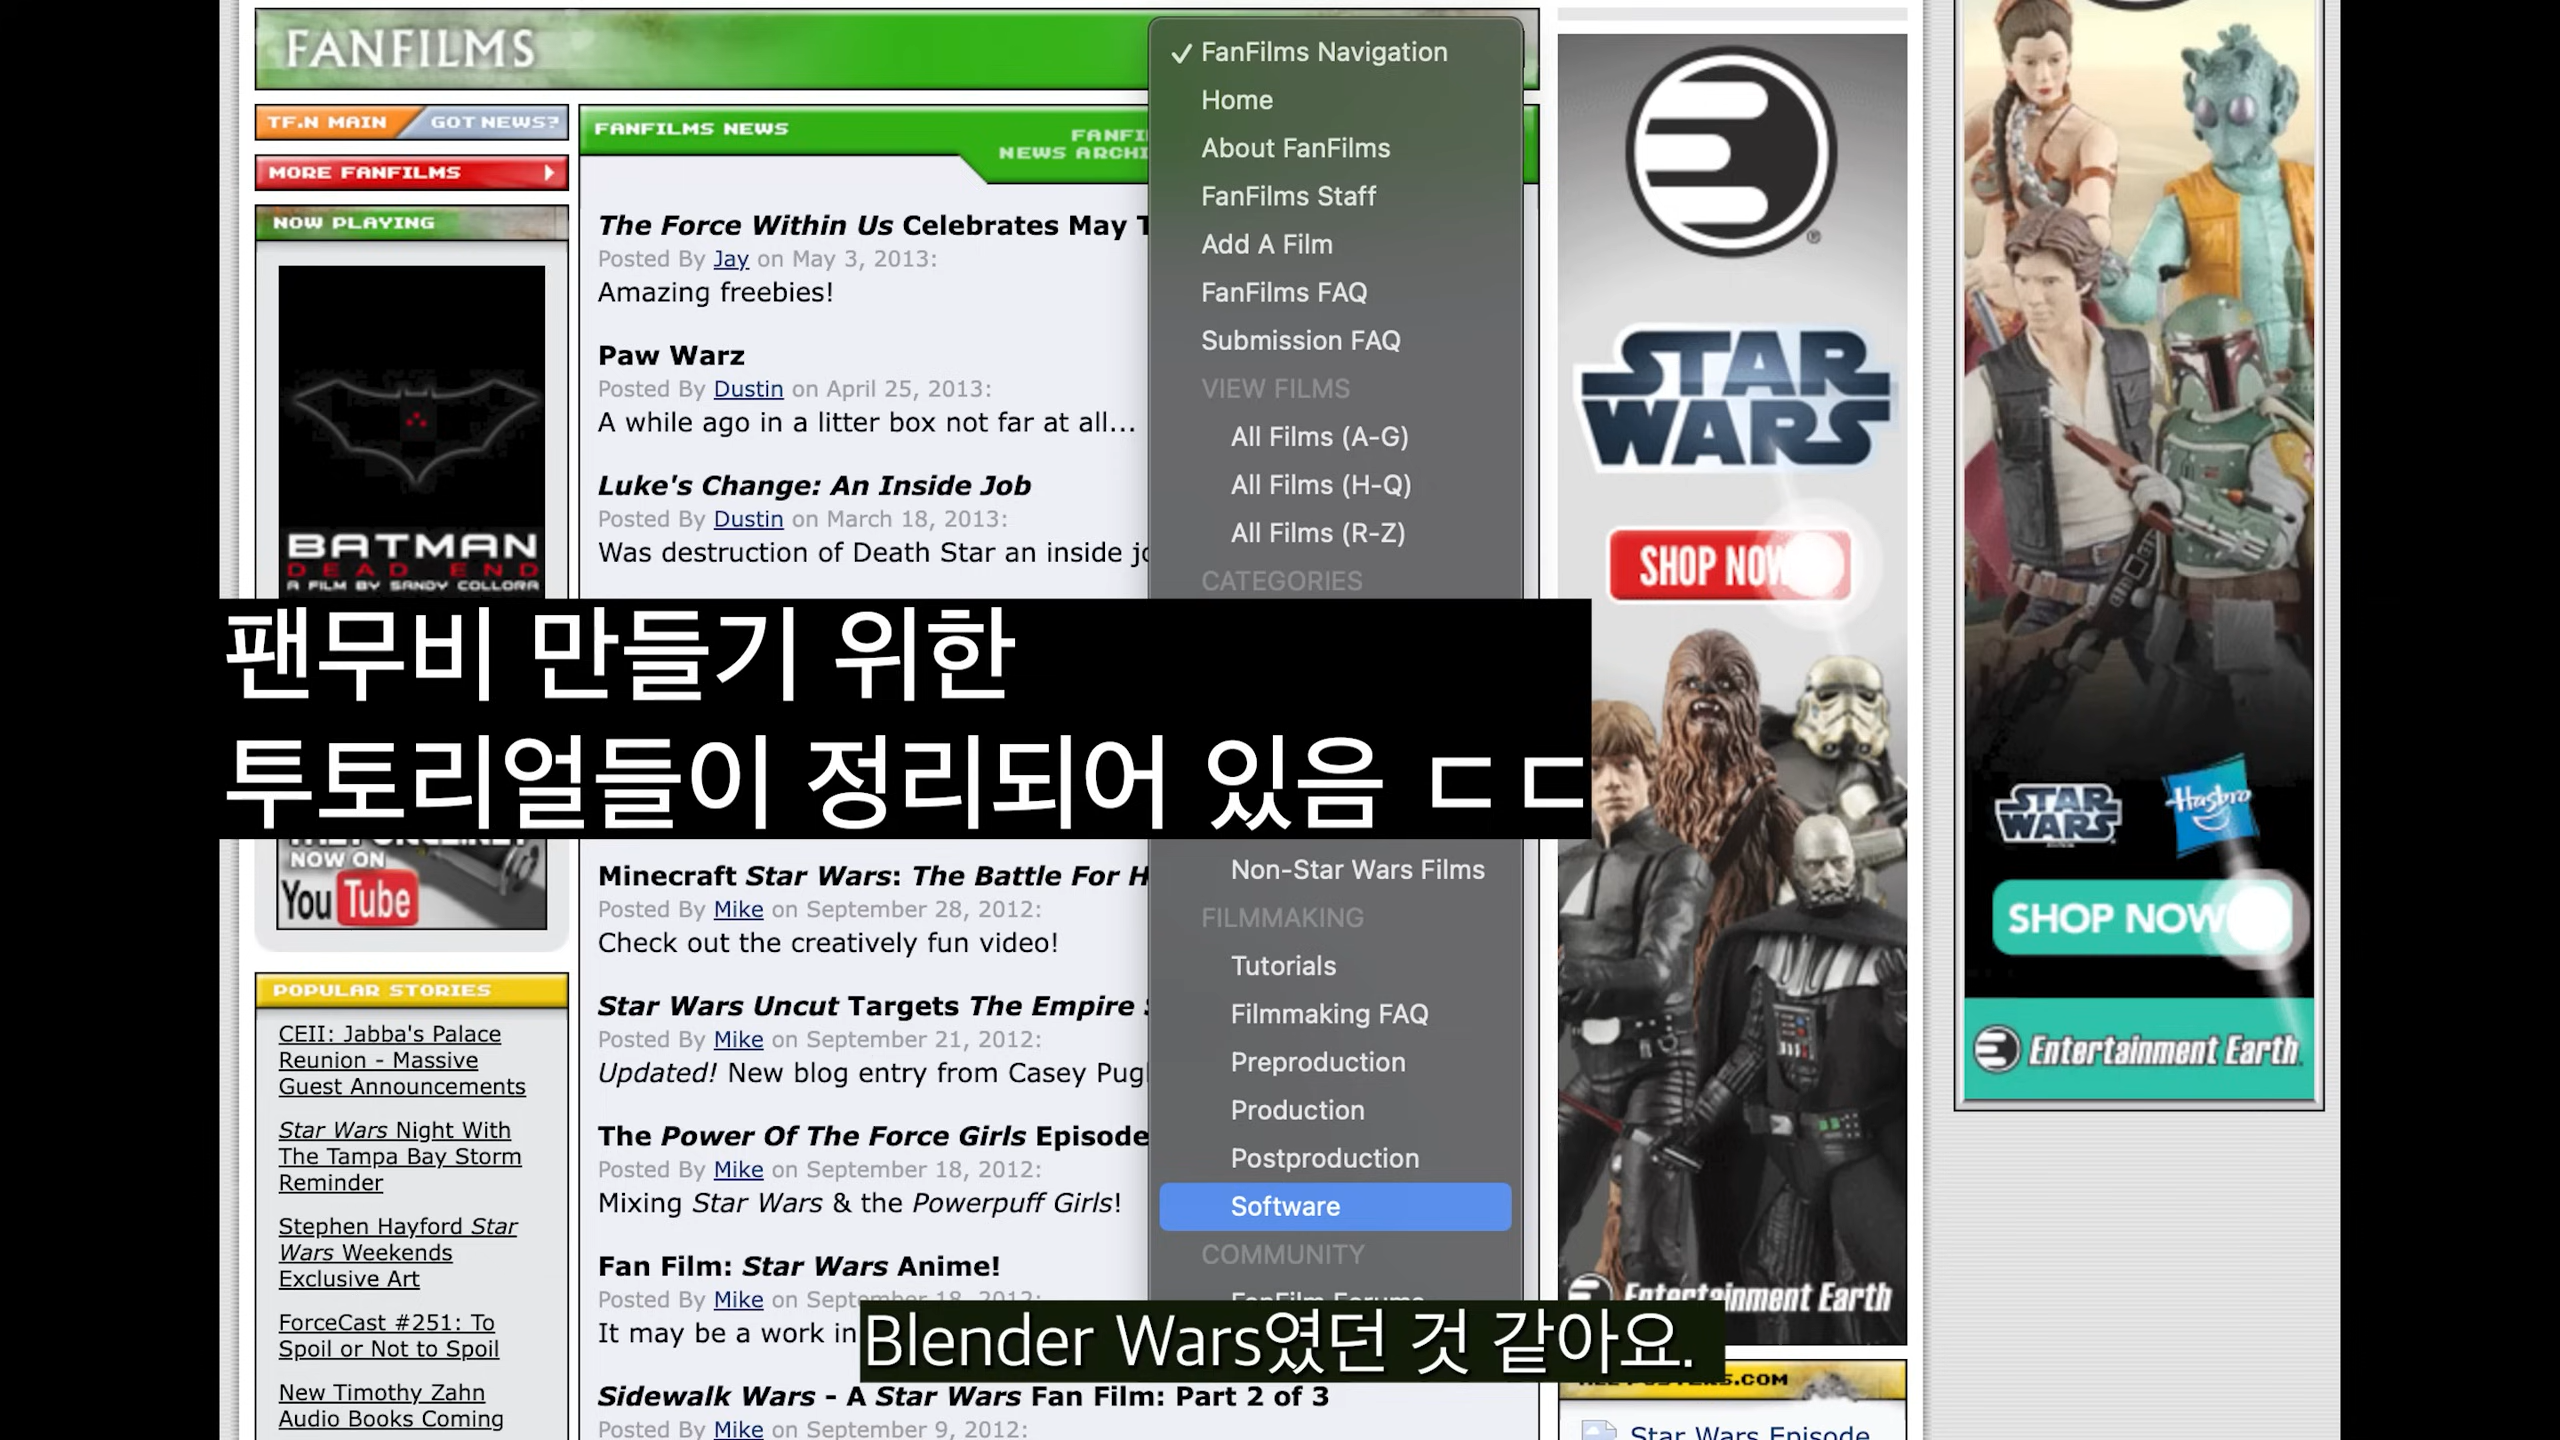 FANFILMS
TF.N MAIN
GOT NEWS?
MORE FANFILMS
NOW PLAYING
BATMAN
DEAD END
A FILM BY SANDY COLLORA
NOW ON
YouTube
POPULAR STORIES
CEII: Jabba's Palace
Reunion - Massive
Guest Announcements
Star Wars Night With
The Tampa Bay Storm
Reminder
Stephen Hayford Star
Wars Weekends
Exclusive Art
ForceCast #251: To
Spoil or Not to Spoil
New Timothy Zahn
Audio Books Coming
FANFILMS NEWS
The Force Within Us Celebrates May
Posted By Jay on May 3, 2013:
Amazing freebies!
Paw Warz
Posted By Dustin on April 25, 2013:
A while ago in a litter box not far at all...
Luke's Change: An Inside Job
Posted By Dustin on March 18, 2013:
Was destruction of Death Star an inside
팬무비 만들기 위한
투토리얼들이 정리되어 있음 ㄷㄷ
Minecraft Star Wars: The Battle For
Posted By Mike on September 28, 2012:
Check out the creatively fun video!
Star Wars Uncut Targets The Empire
Posted By Mike on September 21, 2012:
Updated! New blog entry from Casey
The Power Of The Force Girls Episode
Posted By Mike on September 18, 2012:
Mixing Star Wars & the Powerpuff Girls!
Fan Film: Star Wars Anime!
Posted By Mike on September 18, 2012:
It may be a work in
Sidewalk Wars - A Star Wars Fan Film: Part 2 of 3
Posted By Mike on September 9, 2012:
✓ FanFilms Navigation
Home
About FanFilms
FanFilms Staff
Add A Film
FanFilms FAQ
Submission FAQ
VIEW FILMS
All Films (A-G)
All Films (H-Q)
All Films (R-Z)
CATEGORIES
Non-Star Wars Films
FILMMAKING
Tutorials
Filmmaking FAQ
Preproduction
Production
Postproduction
Software
COMMUNITY
Blender Wars였던 것 같아요.
STAR
WARS
SHOP NOW
Entertainment Earth
Star Wars Episode
STAR
WARS
Hasbro
SHOP NOW
Entertainment Earth